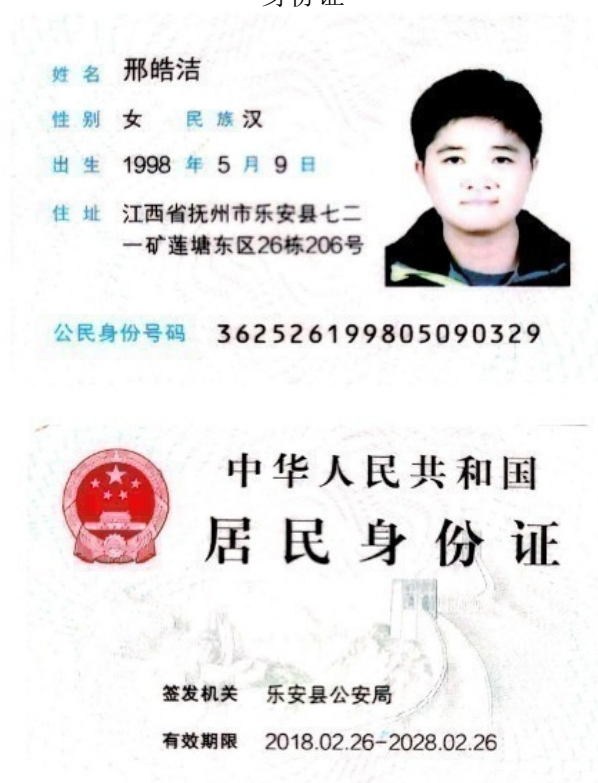 身份证
姓名 邢皓洁
性别 女 民族 汉
出生 1998 年 5 月 9 日
住址 江西省抚州市乐安县七二
一矿莲塘东区26栋206号
公民身份号码 362526199805090329
中华人民共和国
居民身份证
签发机关 乐安县公安局
有效期限 2018.02.26-2028.02.26